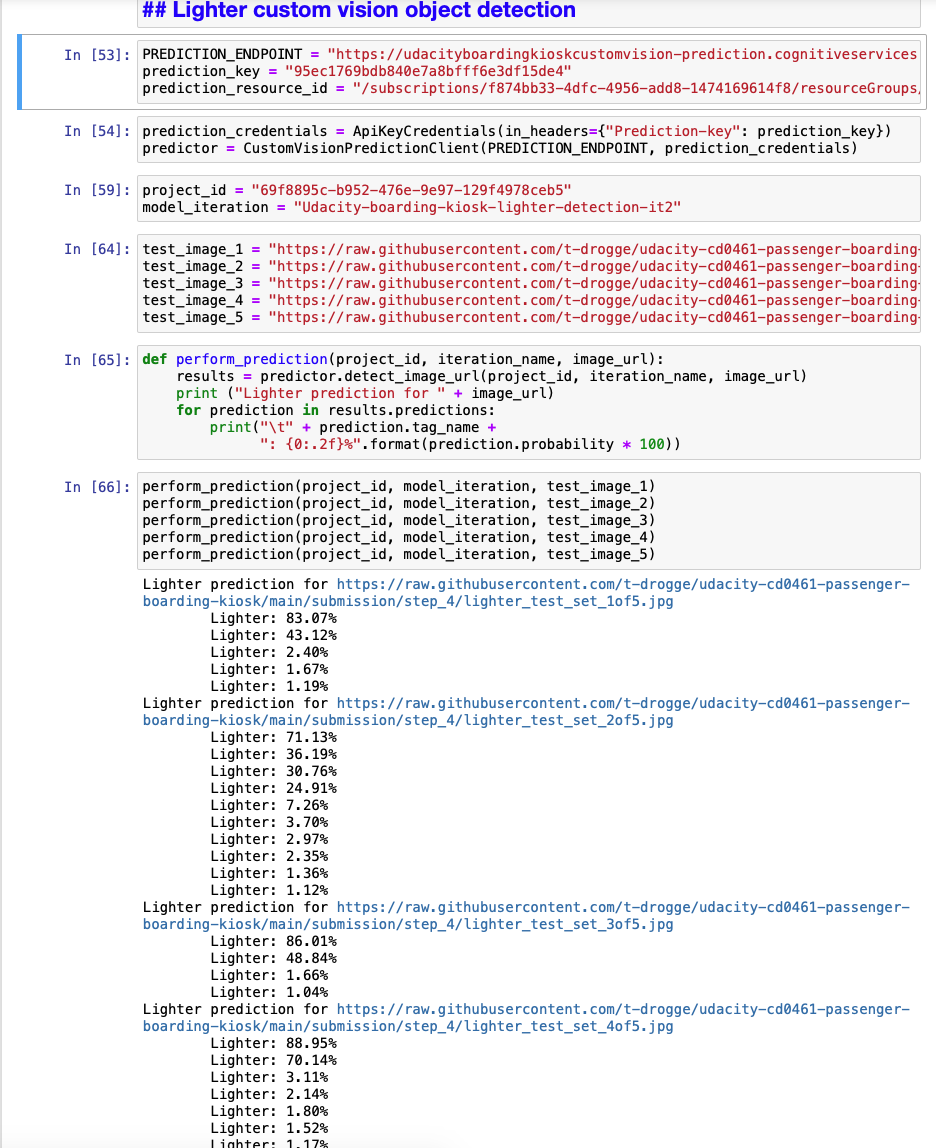 ## Lighter custom vision object detection
In [53]: PREDICTION_ENDPOINT = "https://udacityboardingkioskcustomvision-prediction.cognitiveservices
prediction_key = "95ec1769bdb840e7a8bfff6e3df15de4"
prediction_resource_id = "/subscriptions/f874bb33-4dfc-4956-add8-1474169614f8/resourceGroups/
In [54]: prediction_credentials = ApiKeyCredentials(in_headers={"Prediction-key": prediction_key})
predictor = CustomVisionPredictionClient(PREDICTION_ENDPOINT, prediction_credentials)
In [59]: project_id = "69f8895c-b952-476e-9e97-129f4978ceb5"
model_iteration = "Udacity-boarding-kiosk-lighter-detection-it2"
In [64]: test_image_1 = "https://raw.githubusercontent.com/t-drogge/udacity-cd0461-passenger-boarding-
test_image_2 = "https://raw.githubusercontent.com/t-drogge/udacity-cd0461-passenger-boarding-
test_image_3 = "https://raw.githubusercontent.com/t-drogge/udacity-cd0461-passenger-boarding-
test_image_4 = "https://raw.githubusercontent.com/t-drogge/udacity-cd0461-passenger-boarding-
test_image_5 = "https://raw.githubusercontent.com/t-drogge/udacity-cd0461-passenger-boarding-
In [65]: def perform_prediction(project_id, iteration_name, image_url):
results = predictor.detect_image_url(project_id, iteration_name, image_url)
print ("Lighter prediction for " + image_url)
for prediction in results.predictions:
print("\t" + prediction.tag_name +
": {0:.2f}%".format(prediction.probability * 100))
In [66]: perform_prediction(project_id, model_iteration, test_image_1)
perform_prediction(project_id, model_iteration, test_image_2)
perform_prediction(project_id, model_iteration, test_image_3)
perform_prediction(project_id, model_iteration, test_image_4)
perform_prediction(project_id, model_iteration, test_image_5)
Lighter prediction for https://raw.githubusercontent.com/t-drogge/udacity-cd0461-passenger-
boarding-kiosk/main/submission/step_4/lighter_test_set_1of5.jpg
Lighter: 83.07%
Lighter: 43.12%
Lighter: 2.40%
Lighter: 1.67%
Lighter: 1.19%
Lighter prediction for https://raw.githubusercontent.com/t-drogge/udacity-cd0461-passenger-
boarding-kiosk/main/submission/step_4/lighter_test_set_2of5.jpg
Lighter: 71.13%
Lighter: 36.19%
Lighter: 30.76%
Lighter: 24.91%
Lighter: 7.26%
Lighter: 3.70%
Lighter: 2.97%
Lighter: 2.35%
Lighter: 1.36%
Lighter: 1.12%
Lighter prediction for https://raw.githubusercontent.com/t-drogge/udacity-cd0461-passenger-
boarding-kiosk/main/submission/step_4/lighter_test_set_3of5.jpg
Lighter: 86.01%
Lighter: 48.84%
Lighter: 1.66%
Lighter: 1.04%
Lighter prediction for https://raw.githubusercontent.com/t-drogge/udacity-cd0461-passenger-
boarding-kiosk/main/submission/step_4/lighter_test_set_4of5.jpg
Lighter: 88.95%
Lighter: 70.14%
Lighter: 3.11%
Lighter: 2.14%
Lighter: 1.80%
Lighter: 1.52%
Lighter: 1.17%